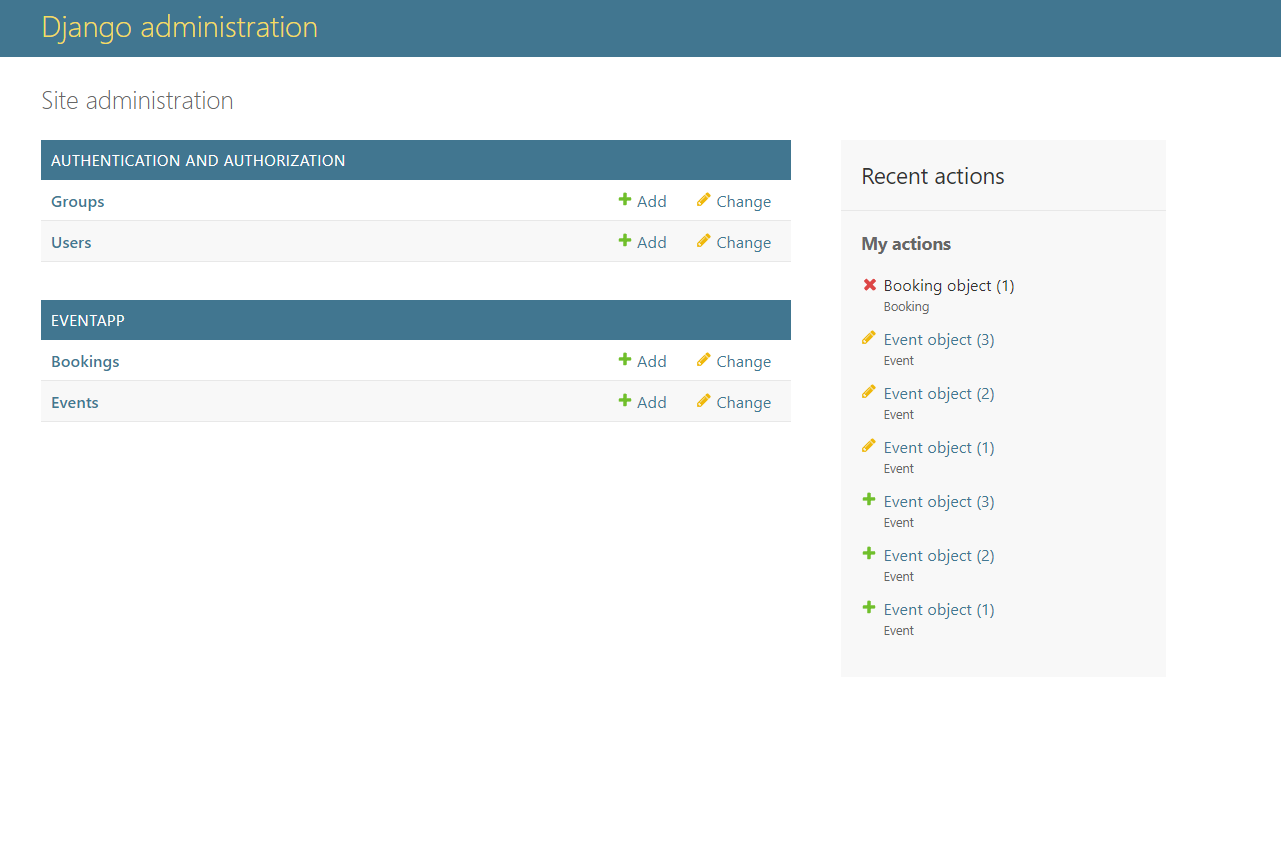 Django administration
Site administration
AUTHENTICATION AND AUTHORIZATION
Groups Add Change
Users Add Change
EVENTAPP
Bookings Add Change
Events Add Change
Recent actions
My actions
Booking object (1)
Booking
Event object (3)
Event
Event object (2)
Event
Event object (1)
Event
Event object (3)
Event
Event object (2)
Event
Event object (1)
Event